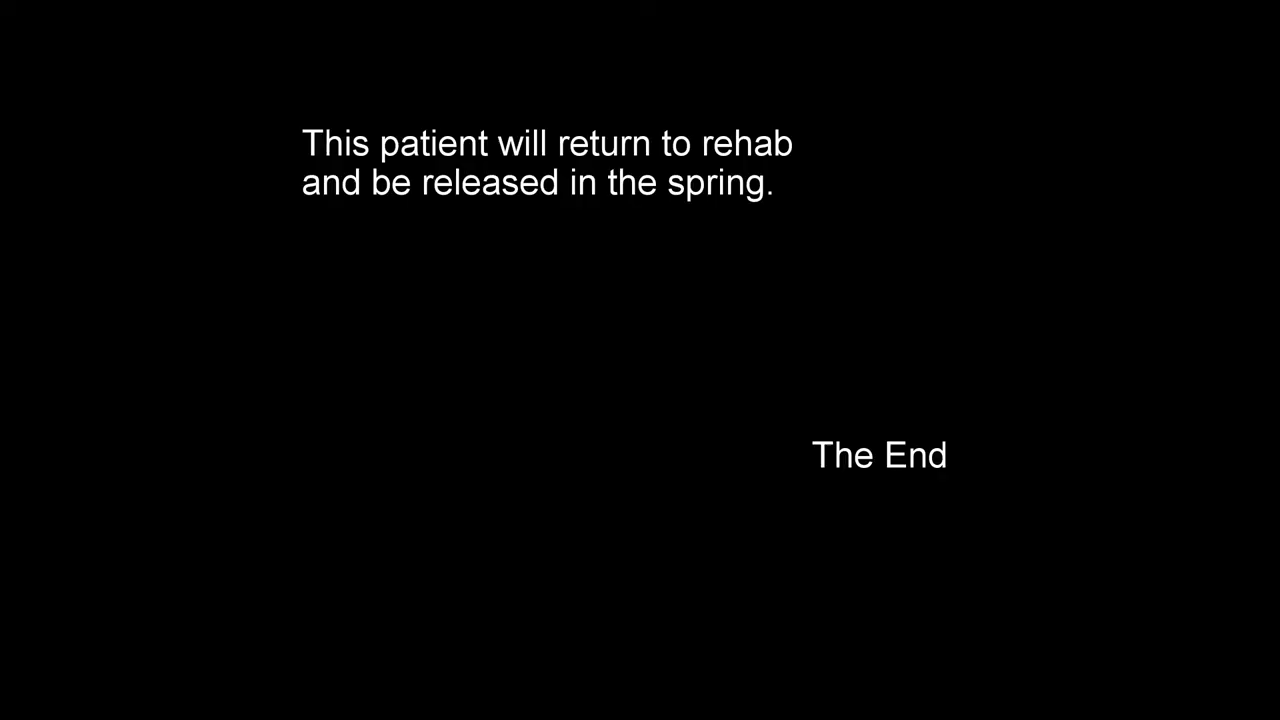 This patient will return to rehab
and be released in the spring.
The End